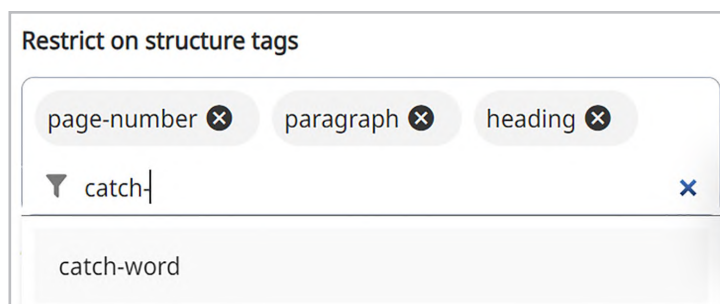 Restrict on structure tags
page-number paragraph heading
catch-
catch-word